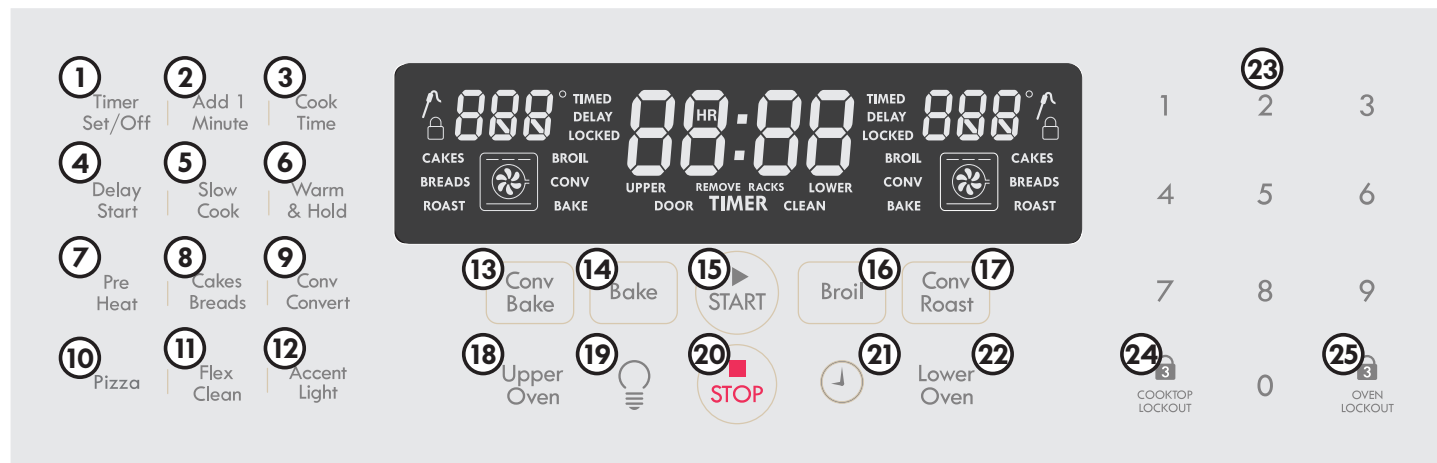 1 2 3
Timer Add 1 Cook
Set/Off Minute Time
4 5 6
Delay Slow Warm
Start Cook & Hold
7 8 9
Pre Cakes Conv
Heat Breads Convert
10 11 12
Pizza Flex Accent
Clean Light
888° TIMED 88:88 HR TIMED 888°
DELAY DELAY
LOCKED LOCKED
CAKES BROIL BROIL CAKES
BREADS CONV UPPER REMOVE RACKS LOWER CONV BREADS
ROAST BAKE DOOR TIMER CLEAN BAKE ROAST
13 14 15 16 17
Conv Bake START Broil Conv
Bake Roast
18 19 20 21 22
Upper STOP Lower
Oven Oven
23
1 2 3
4 5 6
7 8 9
24 25
3 3
COOKTOP 0 OVEN
LOCKOUT LOCKOUT